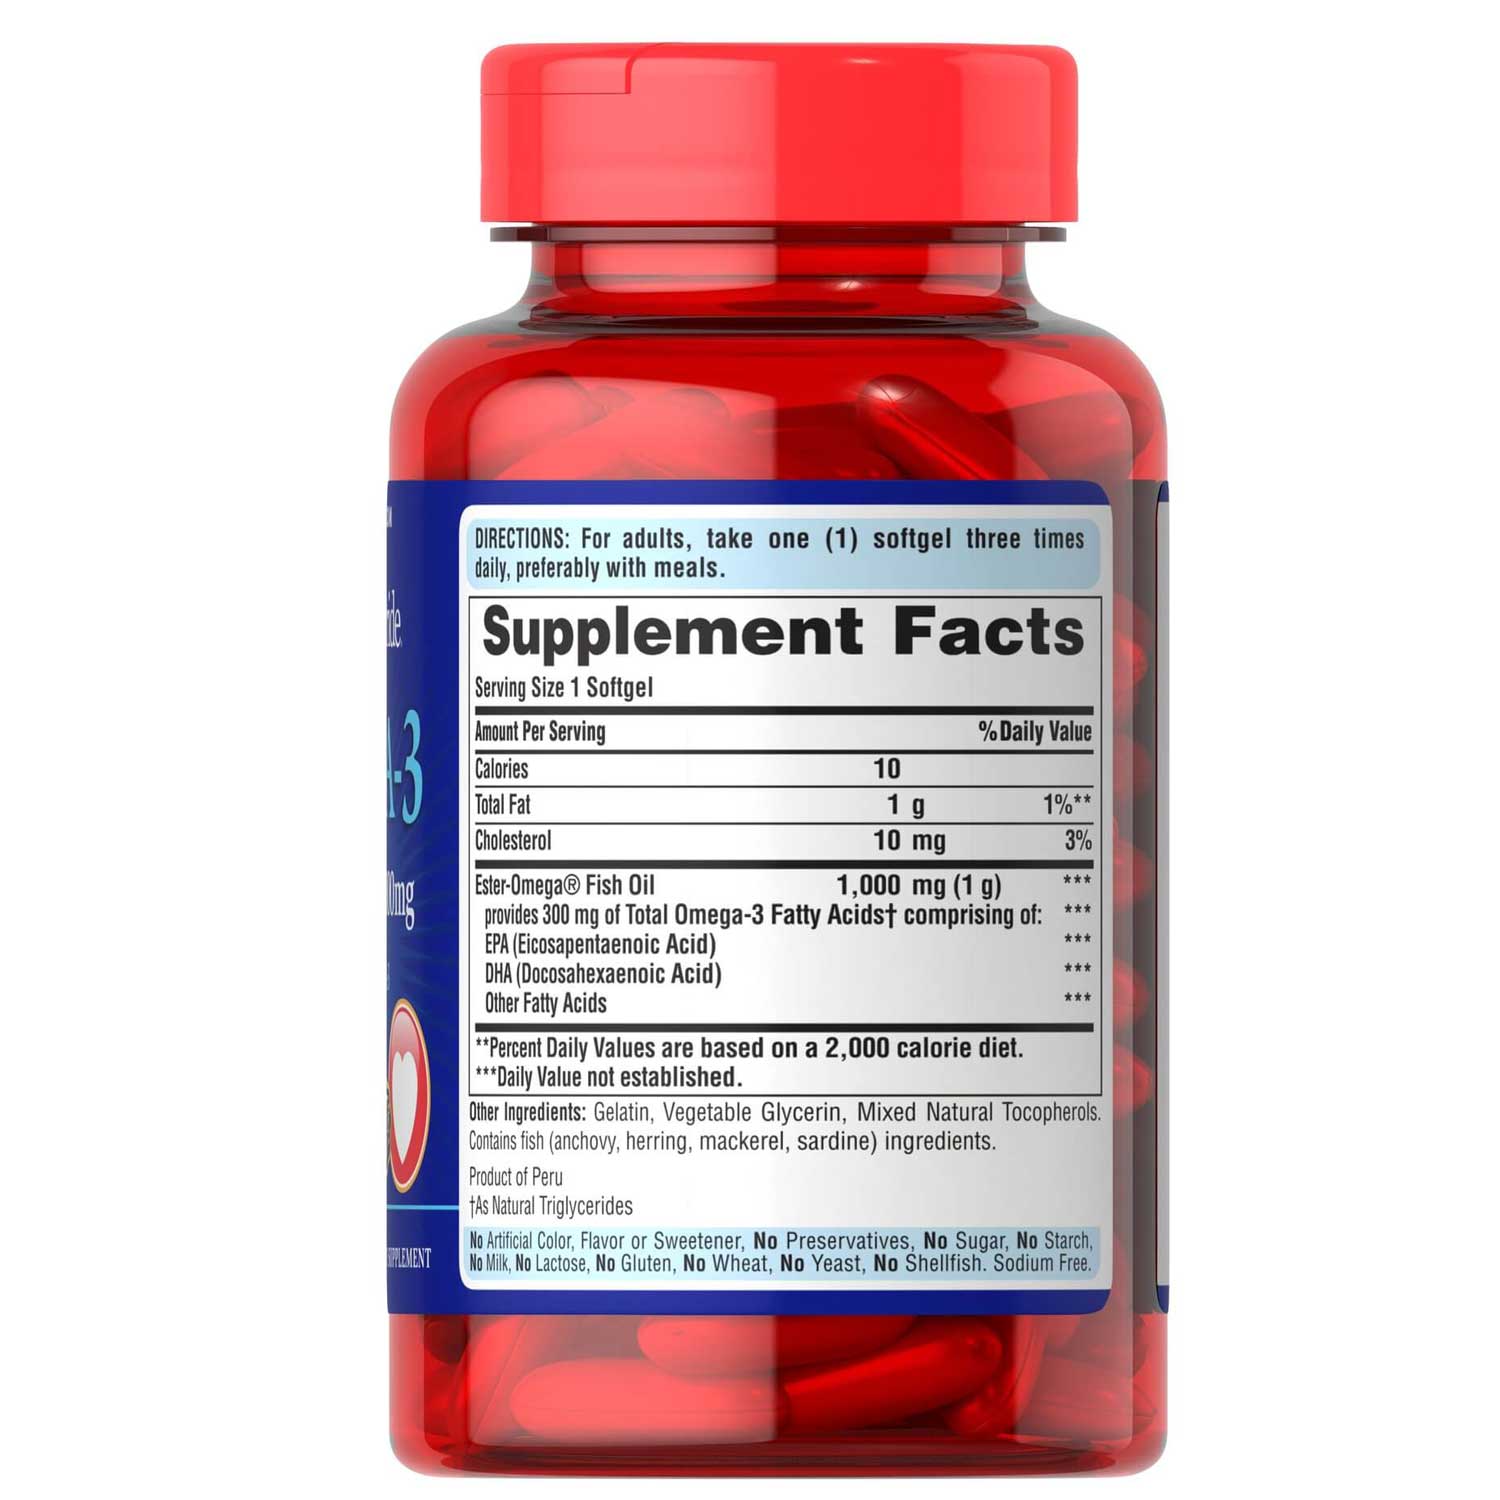 DIRECTIONS: For adults, take one (1) softgel three times
daily, preferably with meals.
Supplement Facts
Serving Size 1 Softgel
Amount Per Serving %Daily Value
Calories 10
Total Fat 1 g 1%**
Cholesterol 10 mg 3%
Ester-Omega® Fish Oil 1,000 mg (1 g) ***
provides 300 mg of Total Omega-3 Fatty Acids† comprising of: ***
EPA (Eicosapentaenoic Acid) ***
DHA (Docosahexaenoic Acid) ***
Other Fatty Acids ***
**Percent Daily Values are based on a 2,000 calorie diet.
***Daily Value not established.
Other Ingredients: Gelatin, Vegetable Glycerin, Mixed Natural Tocopherols.
Contains fish (anchovy, herring, mackerel, sardine) ingredients.
Product of Peru
†As Natural Triglycerides
No Artificial Color, Flavor or Sweetener, No Preservatives, No Sugar, No Starch,
No Milk, No Lactose, No Gluten, No Wheat, No Yeast, No Shellfish. Sodium Free.
ide.
A-3
00mg
SUPPLEMENT